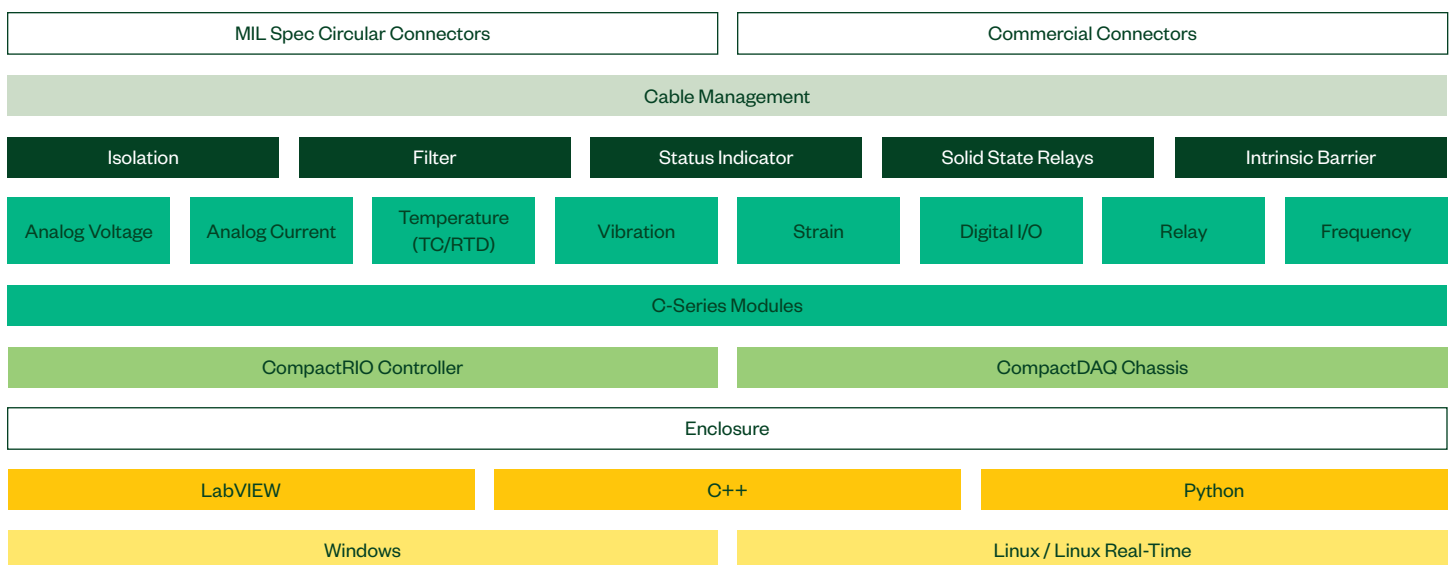 MIL Spec Circular Connectors
Commercial Connectors
Cable Management
Isolation
Filter
Status Indicator
Solid State Relays
Intrinsic Barrier
Analog Voltage
Analog Current
Temperature
(TC/RTD)
Vibration
Strain
Digital I/O
Relay
Frequency
C-Series Modules
CompactRIO Controller
CompactDAQ Chassis
Enclosure
LabVIEW
C++
Python
Windows
Linux / Linux Real-Time